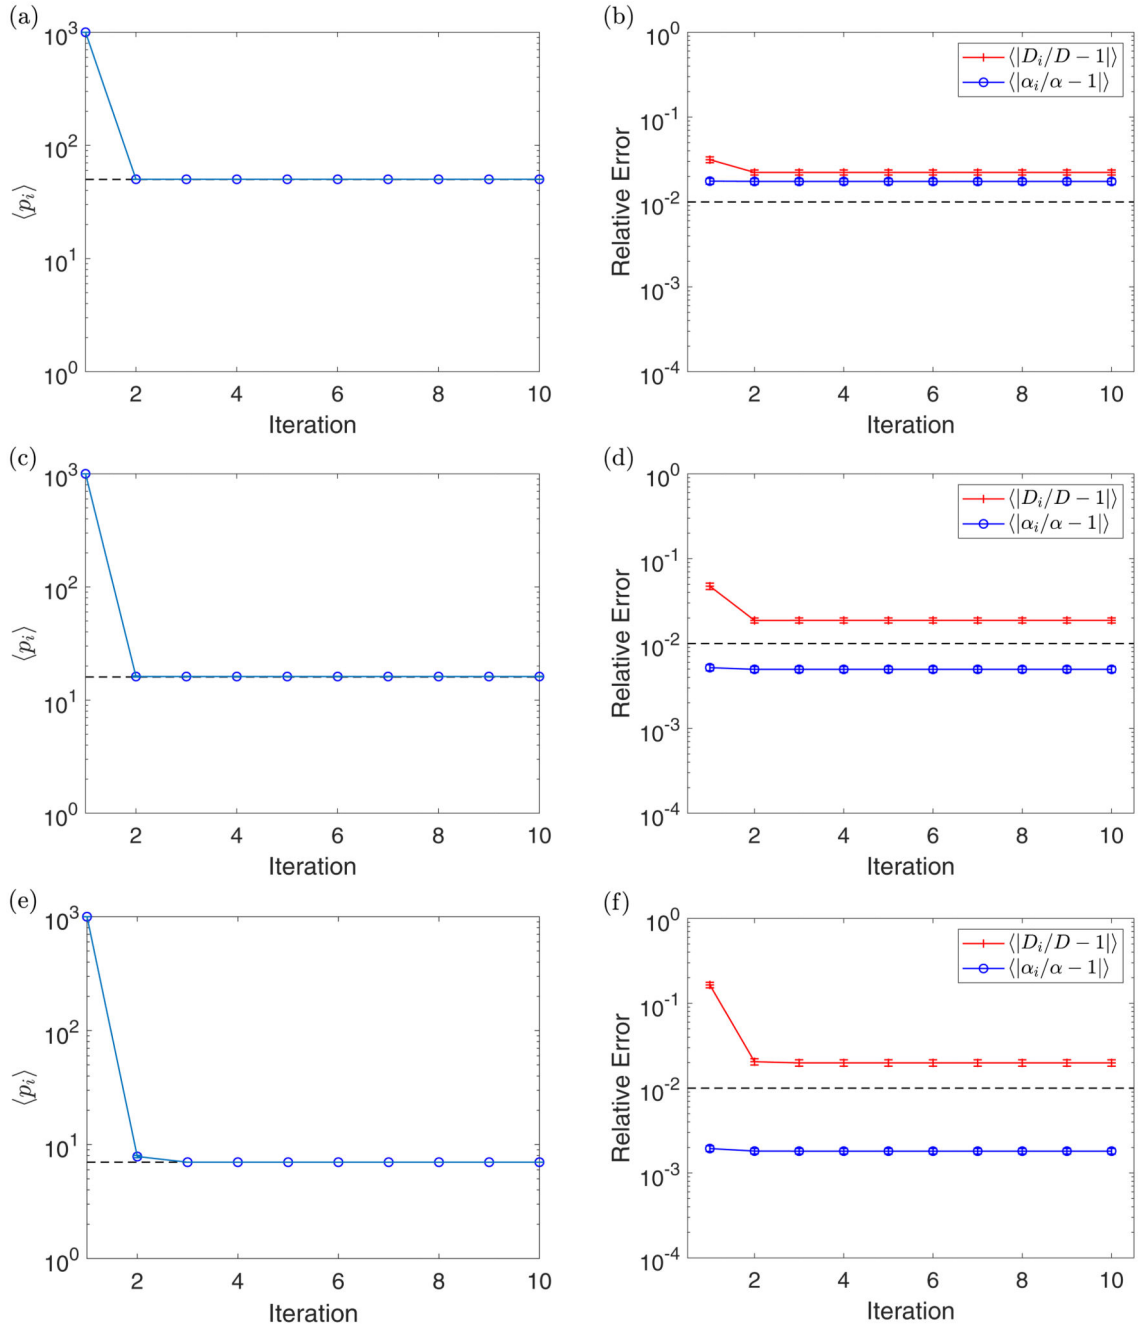 (a)
10^3
10^2
10^1
10^0
⟨p_i⟩
2 4 6 8 10
Iteration
(b)
10^0
10^-1
10^-2
10^-3
10^-4
Relative Error
⟨|D_i/D − 1|⟩
⟨|α_i/α − 1|⟩
2 4 6 8 10
Iteration
(c)
10^3
10^2
10^1
10^0
⟨p_i⟩
2 4 6 8 10
Iteration
(d)
10^0
10^-1
10^-2
10^-3
10^-4
Relative Error
⟨|D_i/D − 1|⟩
⟨|α_i/α − 1|⟩
2 4 6 8 10
Iteration
(e)
10^3
10^2
10^1
10^0
⟨p_i⟩
2 4 6 8 10
Iteration
(f)
10^0
10^-1
10^-2
10^-3
10^-4
Relative Error
⟨|D_i/D − 1|⟩
⟨|α_i/α − 1|⟩
2 4 6 8 10
Iteration